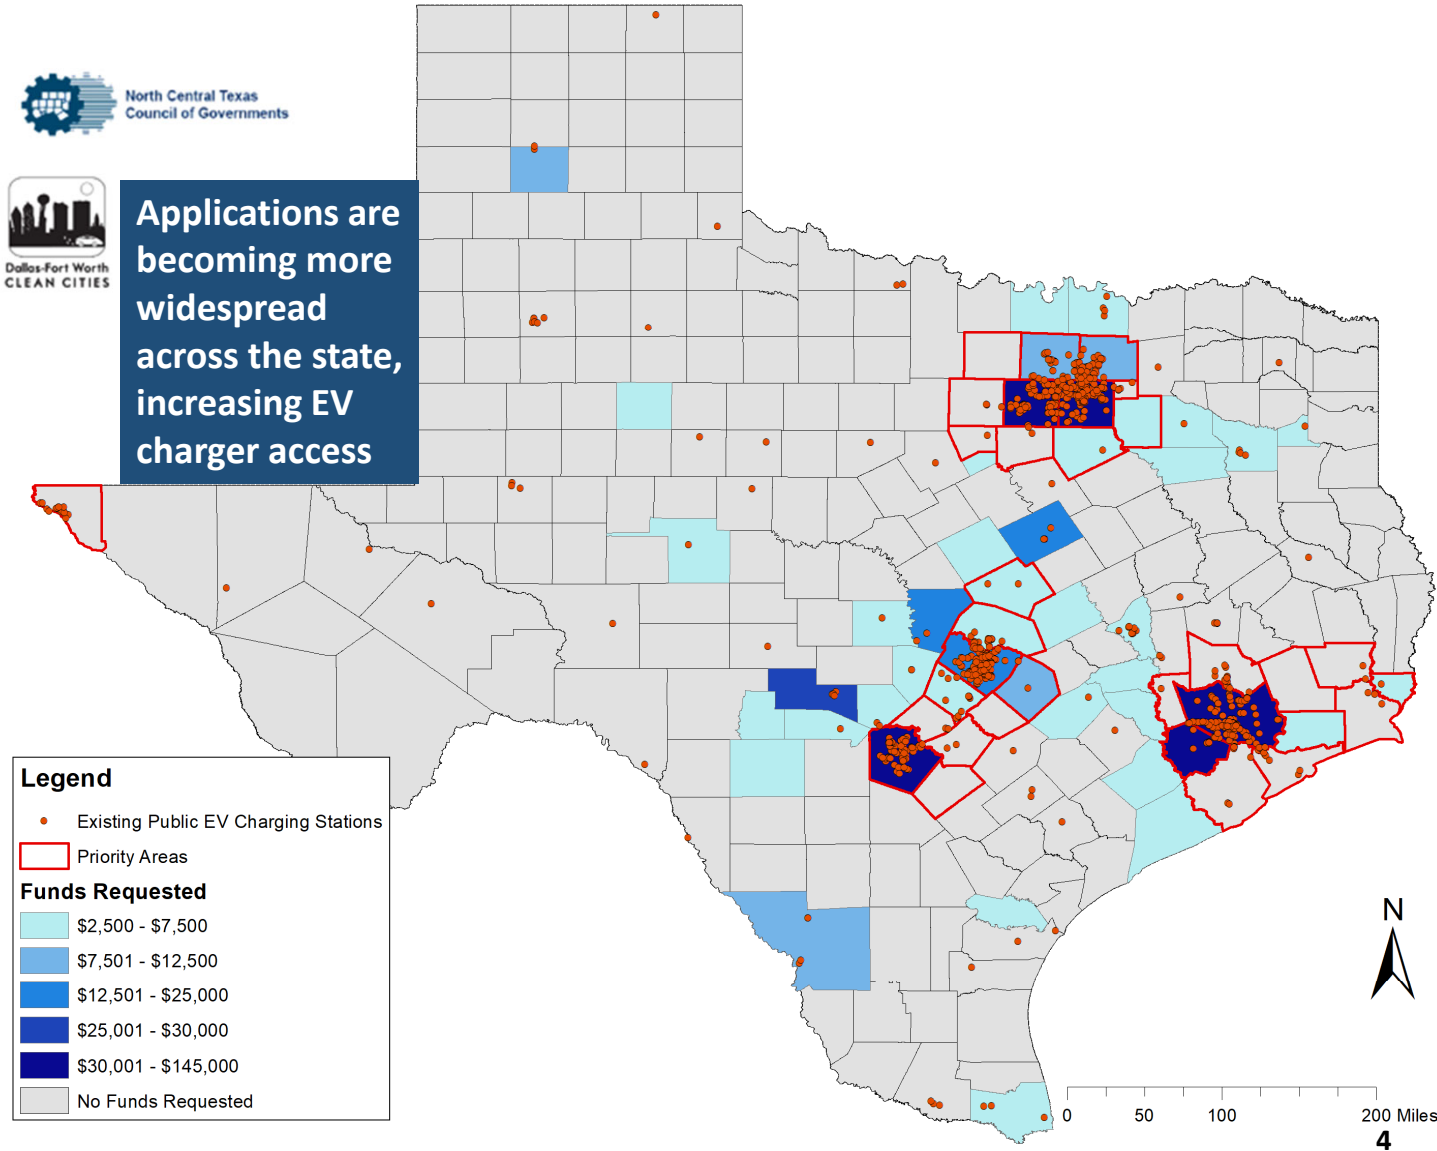 North Central Texas
Council of Governments
Dallas-Fort Worth
CLEAN CITIES
Applications are
becoming more
widespread
across the state,
increasing EV
charger access
Legend
Existing Public EV Charging Stations
Priority Areas
Funds Requested
$2,500 - $7,500
$7,501 - $12,500
$12,501 - $25,000
$25,001 - $30,000
$30,001 - $145,000
No Funds Requested
N
0 50 100 200 Miles
4